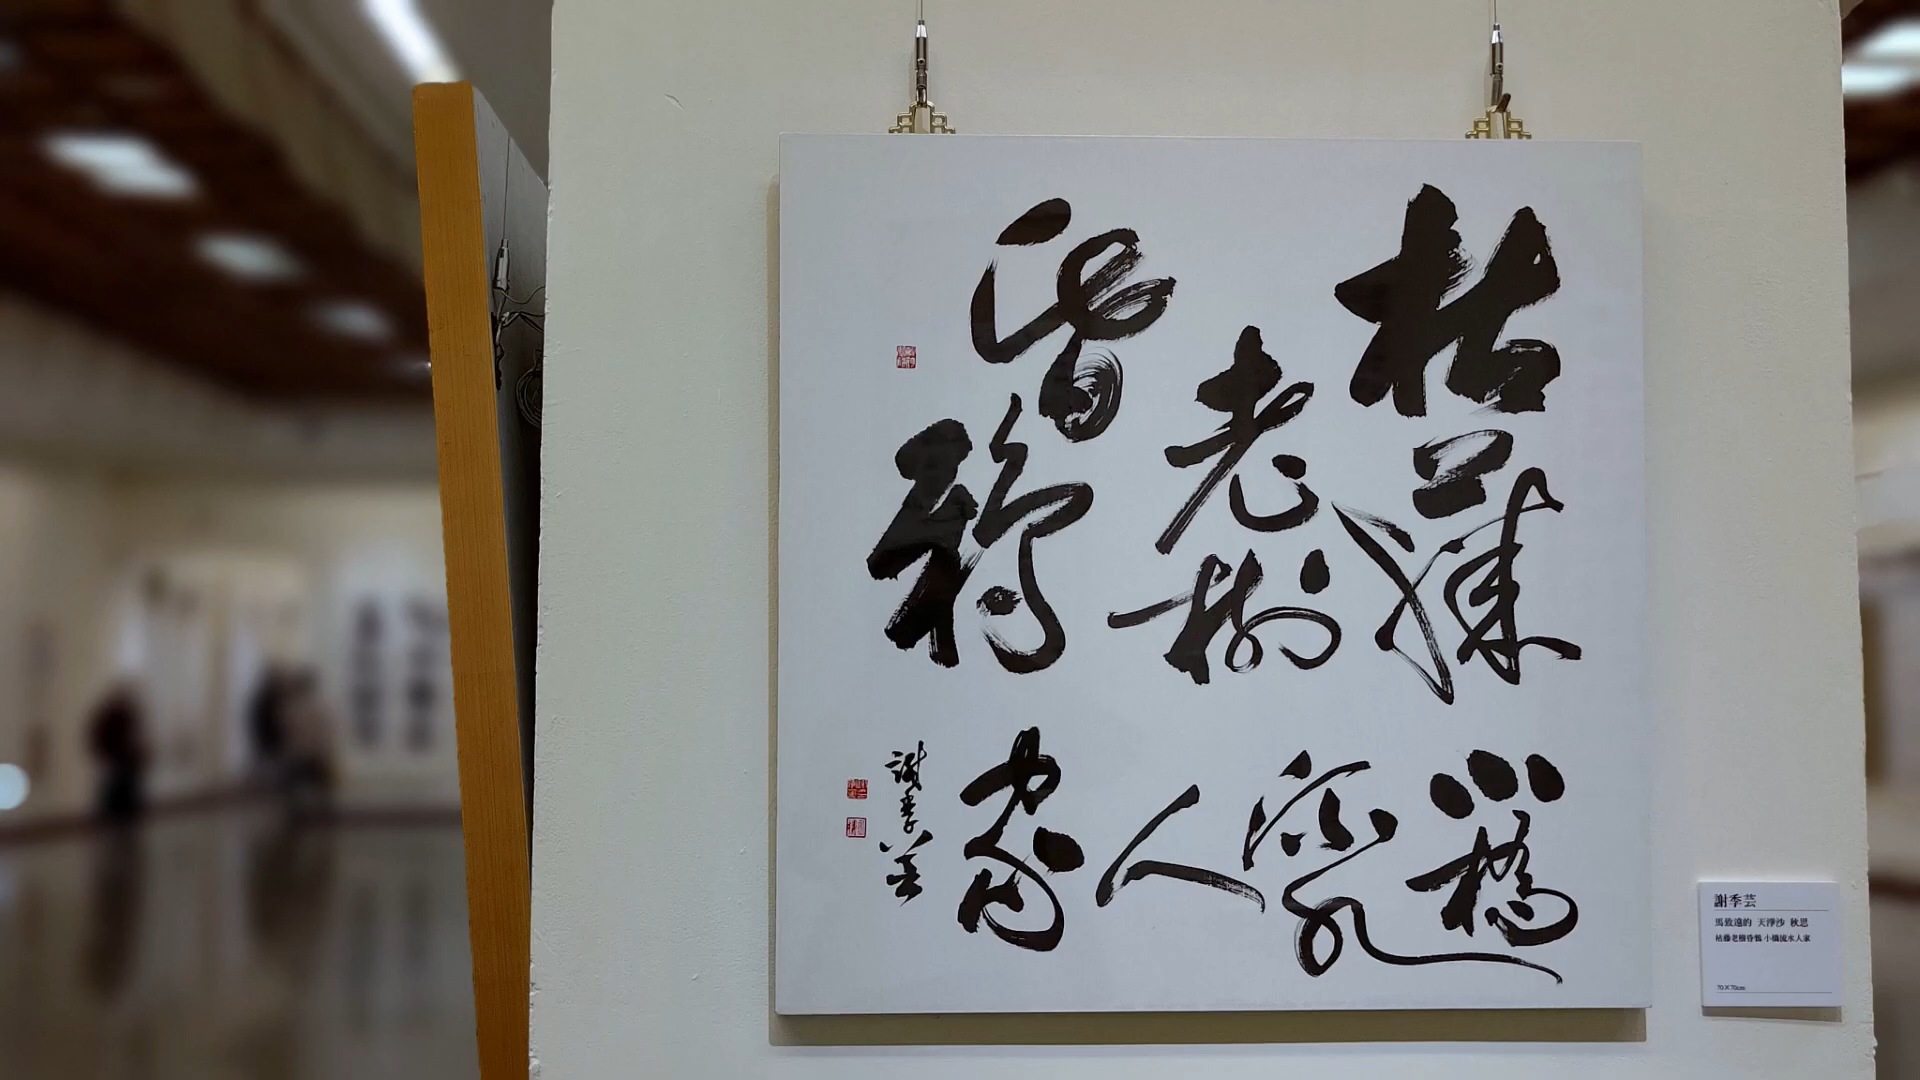 枯藤
老樹
昏鴉
小橋
流水
人
家
謝季芸
謝季芸
馬致遠的 天淨沙 秋思
枯藤老樹昏鴉 小橋流水人家
70×70cm